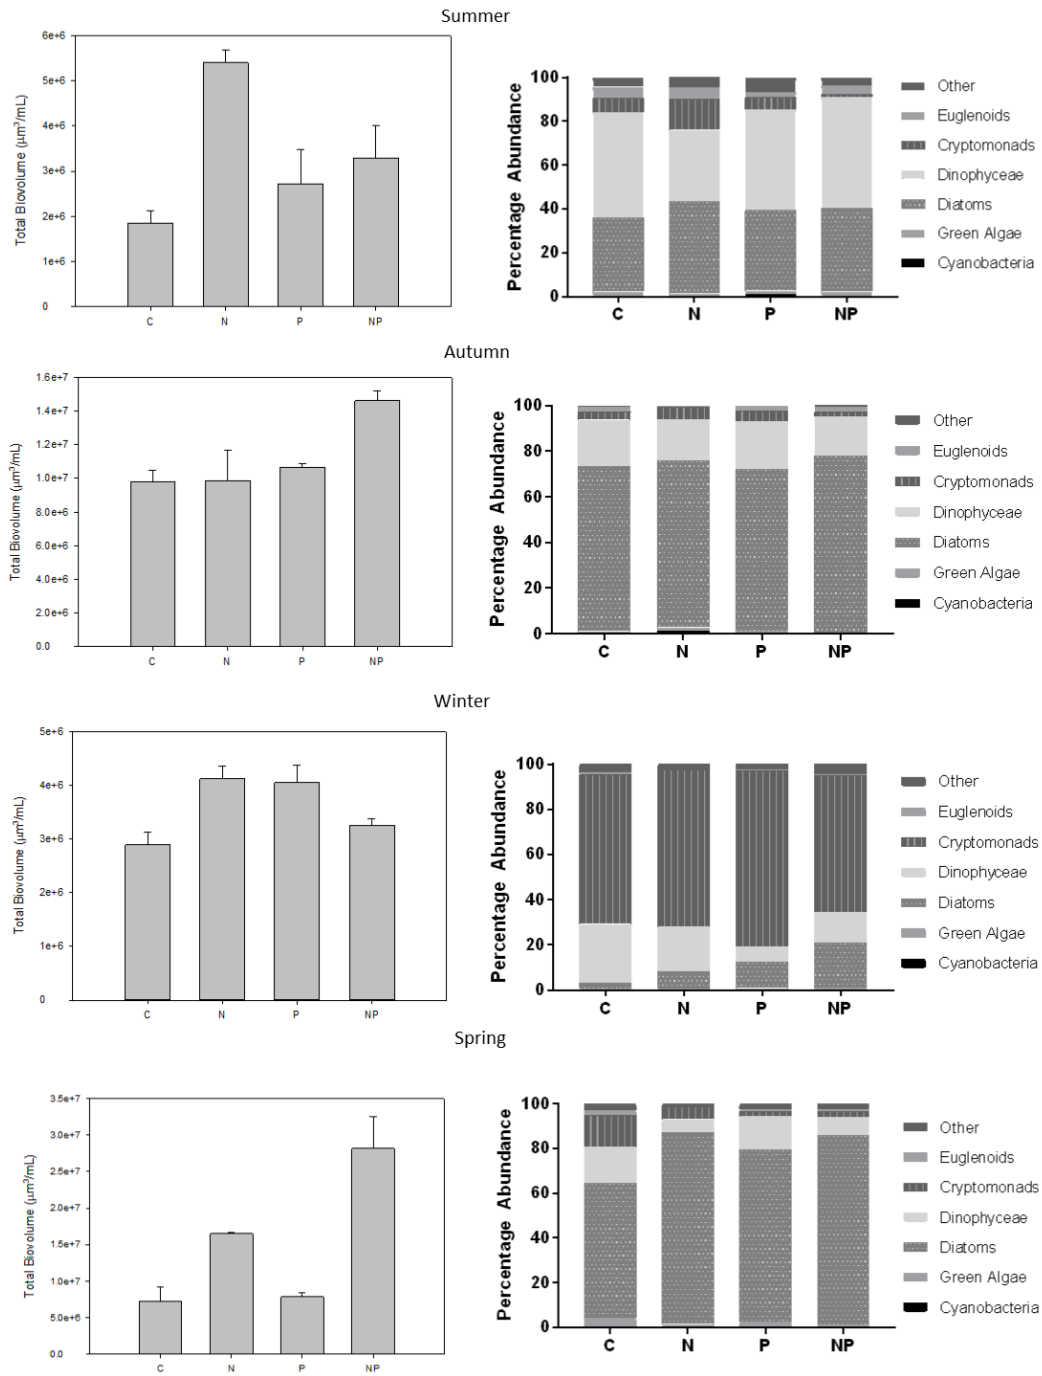 Summer
Total Biovolume (µm³/mL)
6e+6
5e+6
4e+6
3e+6
2e+6
1e+6
0
C N P NP
Percentage Abundance
100
80
60
40
20
0
C N P NP
Other
Euglenoids
Cryptomonads
Dinophyceae
Diatoms
Green Algae
Cyanobacteria
Autumn
Total Biovolume (µm³/mL)
1.6e+7
1.4e+7
1.2e+7
1.0e+7
8.0e+6
6.0e+6
4.0e+6
2.0e+6
0.0
C N P NP
Percentage Abundance
100
80
60
40
20
0
C N P NP
Other
Euglenoids
Cryptomonads
Dinophyceae
Diatoms
Green Algae
Cyanobacteria
Winter
Total Biovolume (µm³/mL)
5e+6
4e+6
3e+6
2e+6
1e+6
0
C N P NP
Percentage Abundance
100
80
60
40
20
0
C N P NP
Other
Euglenoids
Cryptomonads
Dinophyceae
Diatoms
Green Algae
Cyanobacteria
Spring
Total Biovolume (µm³/mL)
3.5e+7
3.0e+7
2.5e+7
2.0e+7
1.5e+7
1.0e+7
5.0e+6
0.0
C N P NP
Percentage Abundance
100
80
60
40
20
0
C N P NP
Other
Euglenoids
Cryptomonads
Dinophyceae
Diatoms
Green Algae
Cyanobacteria